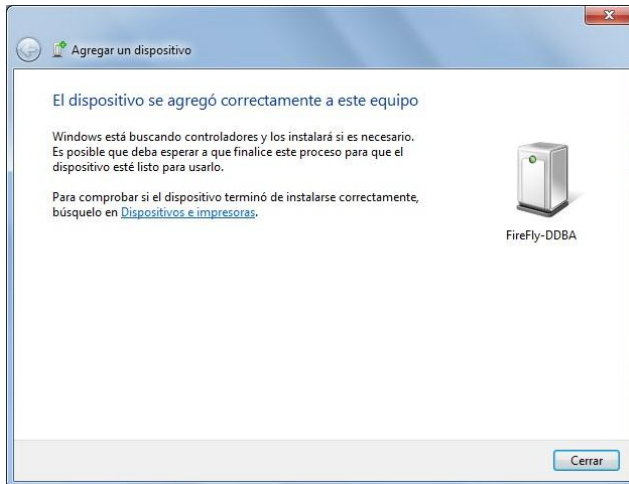 Agregar un dispositivo
El dispositivo se agregó correctamente a este equipo
Windows está buscando controladores y los instalará si es necesario.
Es posible que deba esperar a que finalice este proceso para que el
dispositivo esté listo para usarlo.
Para comprobar si el dispositivo terminó de instalarse correctamente,
búsquelo en Dispositivos e impresoras.
FireFly-DDBA
Cerrar